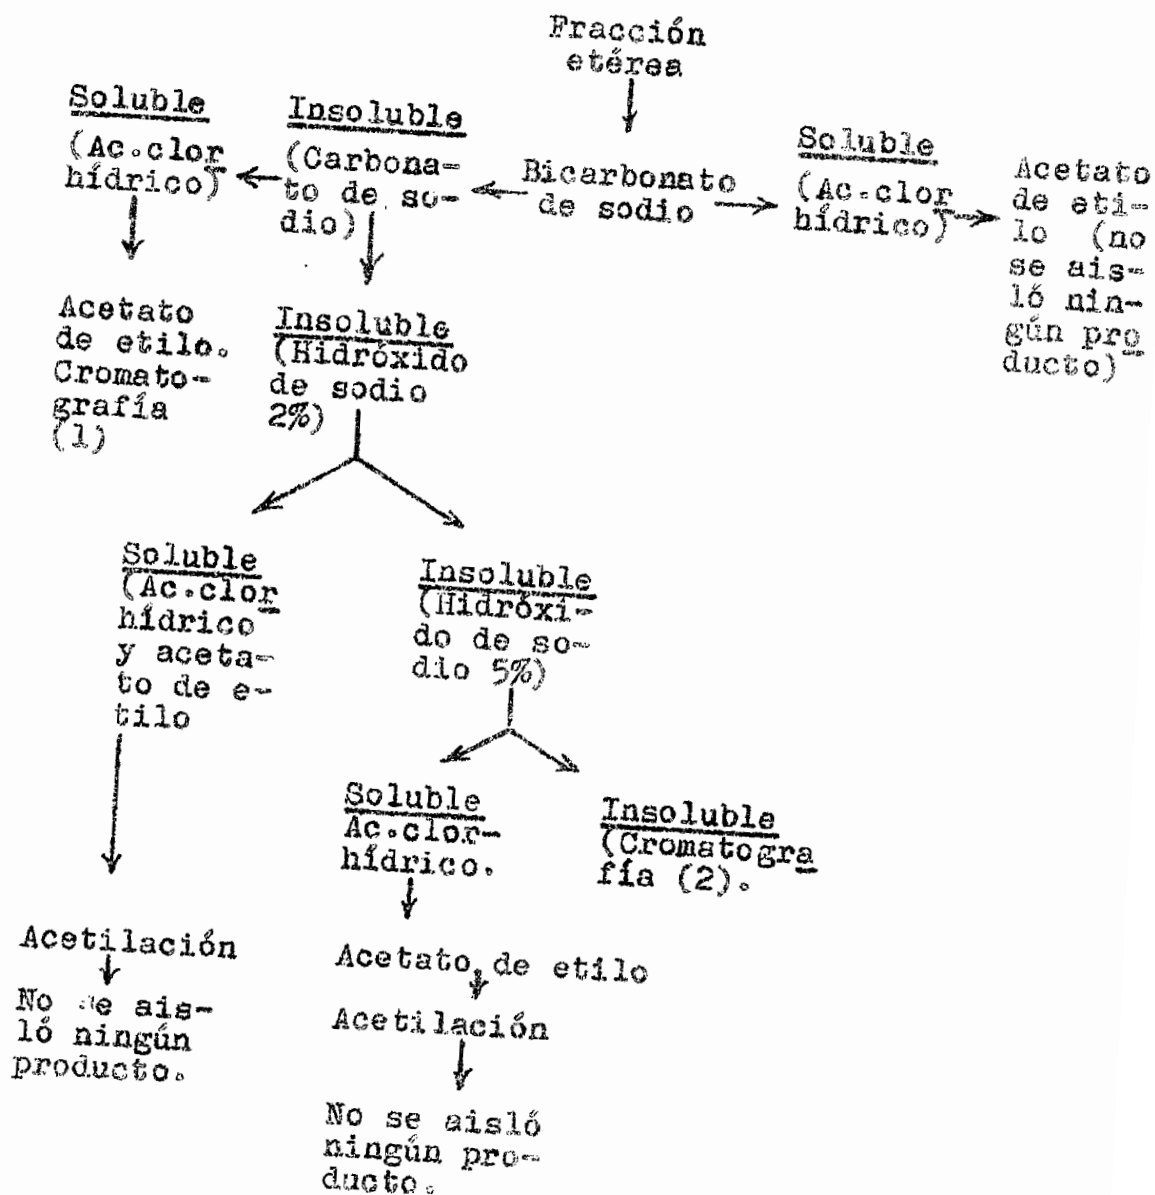 Fracción
etérea
Soluble
(Ac.clor
hídrico)
Insoluble
(Carbona-
to de so-
dio)
Bicarbonato
de sodio
Soluble
(Ac.clor
hídrico)
Acetato
de eti-
lo (no
se ais-
ló nin-
gún pro
ducto)
Acetato
de etilo.
Cromato-
grafía
(1)
Insoluble
(Hidróxido
de sodio
2%)
Soluble
(Ac.clor
hídrico
y aceta-
to de e-
tilo
Insoluble
(Hidróxi-
do de so-
dio 5%)
Soluble
Ac.clor-
hídrico.
Insoluble
(Cromatogra
fía (2).
Acetilación
No se ais-
ló ningún
producto.
Acetato de etilo
Acetilación
No se aisló
ningún pro-
ducto.